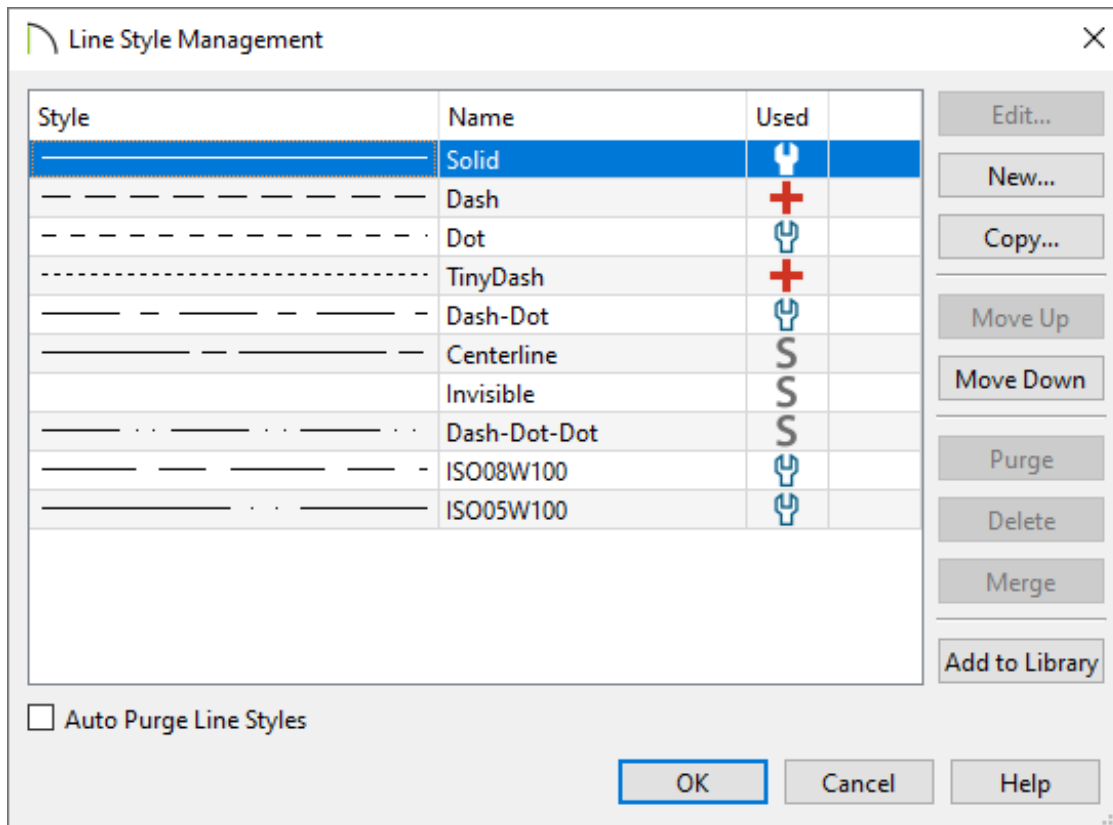 Line Style Management
Style Name Used
Solid
Dash
Dot
TinyDash
Dash-Dot
Centerline S
Invisible S
Dash-Dot-Dot S
ISO08W100
ISO05W100
Edit...
New...
Copy...
Move Up
Move Down
Purge
Delete
Merge
Add to Library
Auto Purge Line Styles
OK Cancel Help